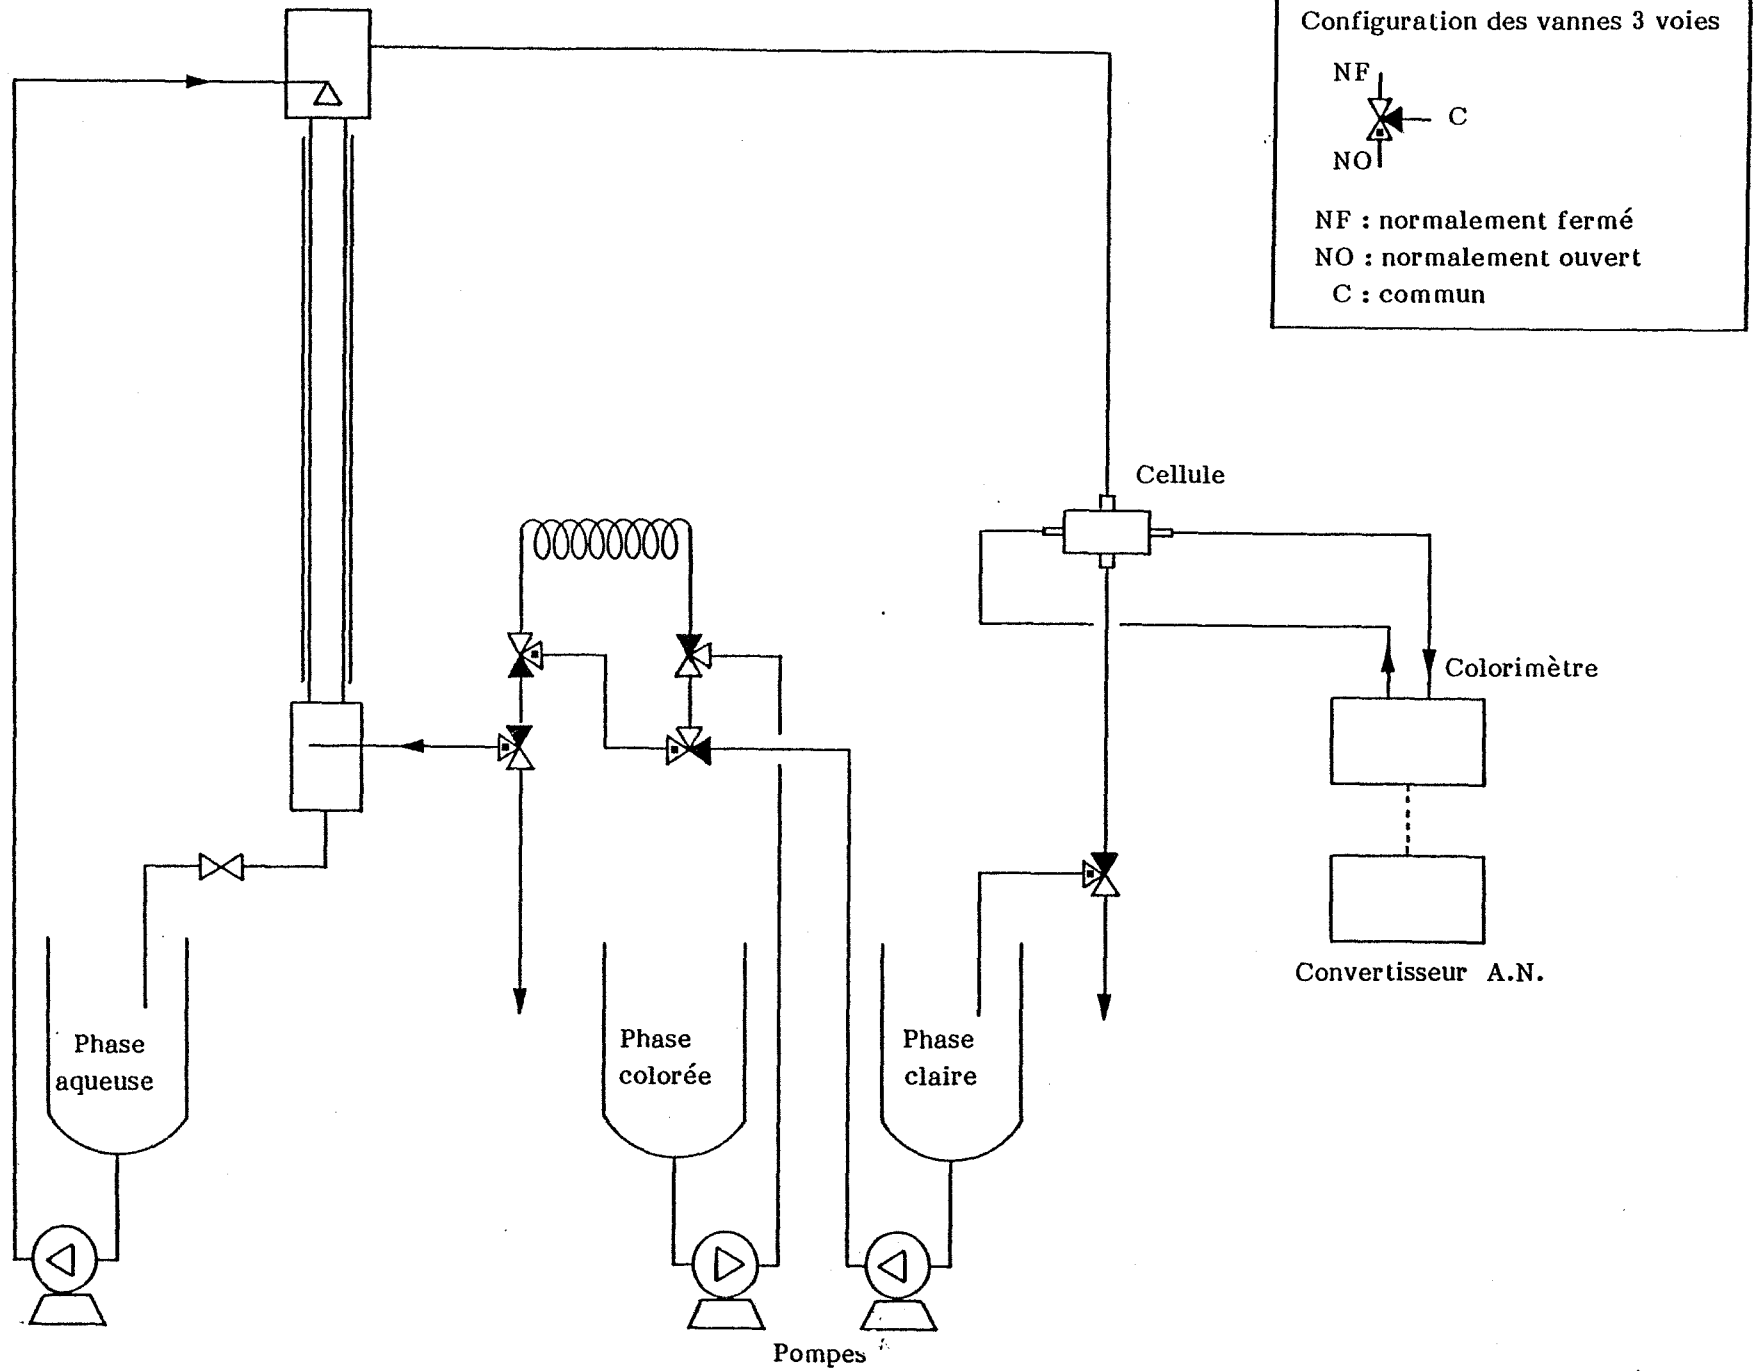 Configuration des vannes 3 voies
NF
C
NO
NF : normalement fermé
NO : normalement ouvert
C : commun
Cellule
Colorimètre
Convertisseur A.N.
Phase
aqueuse
Phase
colorée
Phase
claire
Pompes